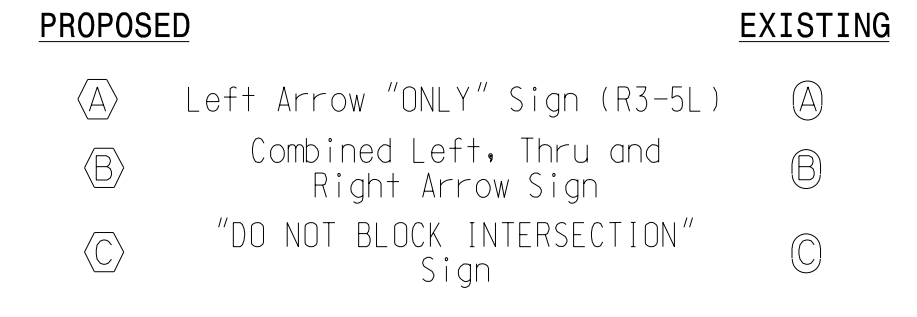 PROPOSED EXISTING
A Left Arrow "ONLY" Sign (R3-5L) A
B Combined Left, Thru and B
Right Arrow Sign
C "DO NOT BLOCK INTERSECTION" C
Sign